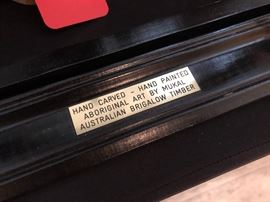 HAND CARVED - HAND PAINTED
ABORIGINAL ART BY MUKAL
AUSTRALIAN BRIGALOW TIMBER